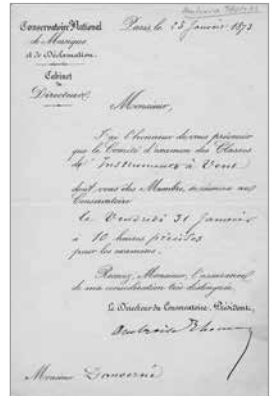 Conservatoire National
de Musique
et de Déclamation.
Cabinet
du
Directeur
Paris, le 25 Janvier 1873
Monsieur,
J'ai l'honneur de vous prévenir
que le Comité d'examen des Classes
de Instruments à Vent
dont vous êtes Membre, se réunira au
Conservatoire
le Vendredi 31 Janvier
à 10 heures précises
pour les examens.
Recevez, Monsieur, l'assurance
de ma considération très distinguée.
Le Directeur du Conservatoire, Président,
Ambroise Thomas
Monsieur Dauverné